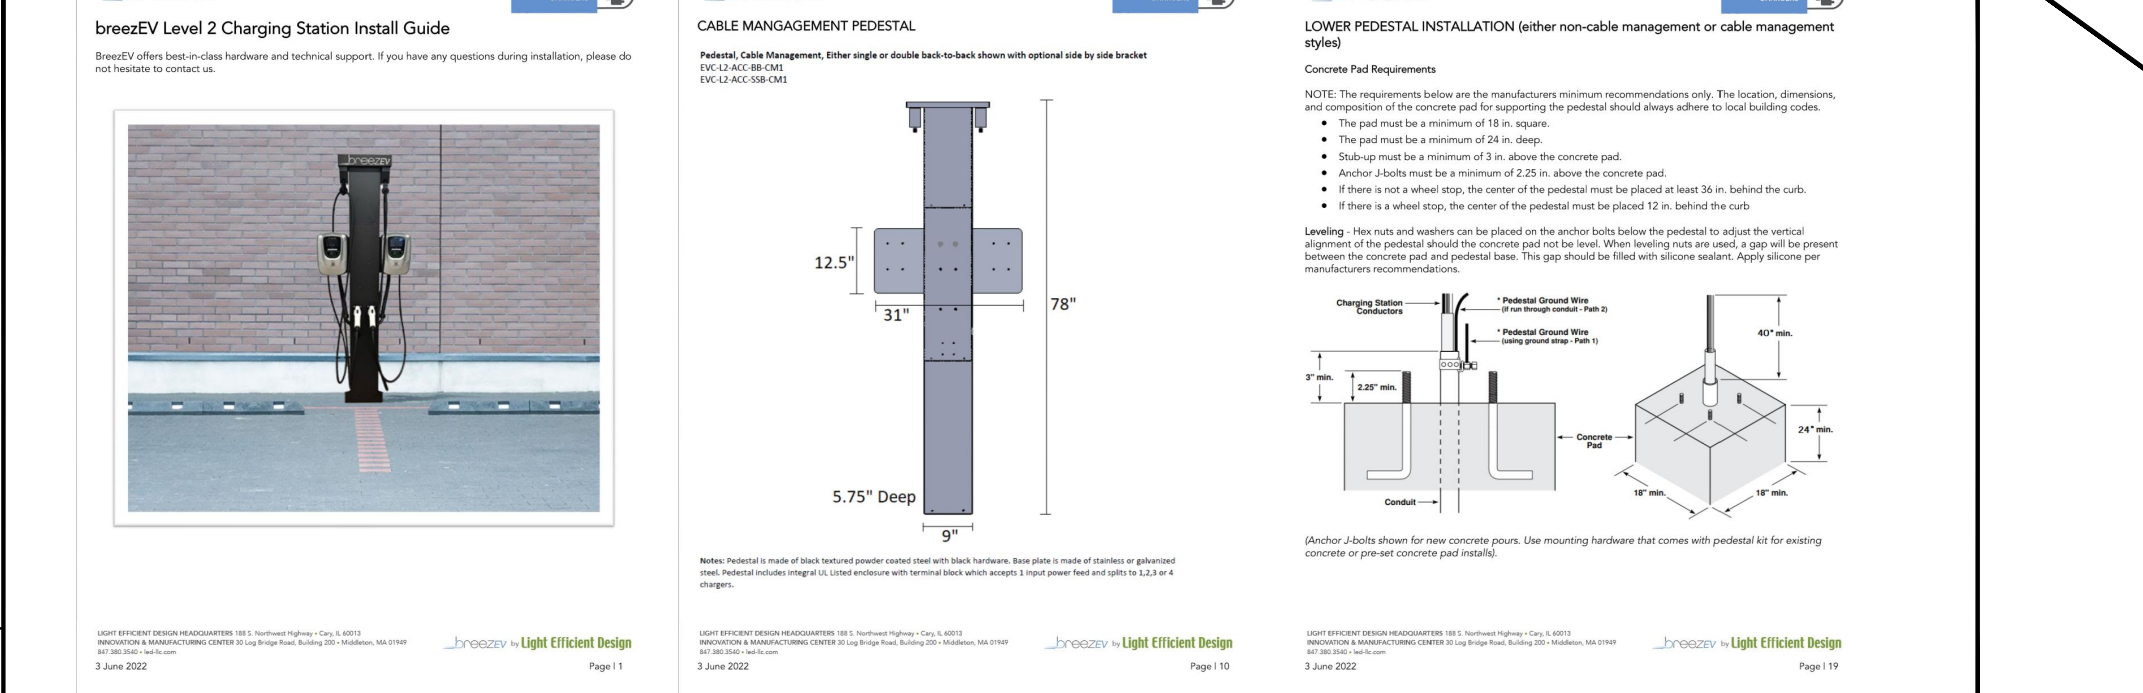 breezEV Level 2 Charging Station Install Guide
BreezEV offers best-in-class hardware and technical support. If you have any questions during installation, please do
not hesitate to contact us.
breezEV
LIGHT EFFICIENT DESIGN HEADQUARTERS 188 S. Northwest Highway • Cary, IL 60013
INNOVATION & MANUFACTURING CENTER 30 Log Bridge Road, Building 200 • Middleton, MA 01949
847.380.3540 • led-llc.com
breezEV by Light Efficient Design
3 June 2022
Page | 1
CABLE MANGAGEMENT PEDESTAL
Pedestal, Cable Management, Either single or double back-to-back shown with optional side by side bracket
EVC-L2-ACC-BB-CM1
EVC-L2-ACC-SSB-CM1
12.5"
31"
78"
5.75" Deep
9"
Notes: Pedestal is made of black textured powder coated steel with black hardware. Base plate is made of stainless or galvanized
steel. Pedestal includes integral UL Listed enclosure with terminal block which accepts 1 input power feed and splits to 1,2,3 or 4
chargers.
LIGHT EFFICIENT DESIGN HEADQUARTERS 188 S. Northwest Highway • Cary, IL 60013
INNOVATION & MANUFACTURING CENTER 30 Log Bridge Road, Building 200 • Middleton, MA 01949
847.380.3540 • led-llc.com
breezEV by Light Efficient Design
3 June 2022
Page | 10
LOWER PEDESTAL INSTALLATION (either non-cable management or cable management
styles)
Concrete Pad Requirements
NOTE: The requirements below are the manufacturers minimum recommendations only. The location, dimensions,
and composition of the concrete pad for supporting the pedestal should always adhere to local building codes.
• The pad must be a minimum of 18 in. square.
• The pad must be a minimum of 24 in. deep.
• Stub-up must be a minimum of 3 in. above the concrete pad.
• Anchor J-bolts must be a minimum of 2.25 in. above the concrete pad.
• If there is not a wheel stop, the center of the pedestal must be placed at least 36 in. behind the curb.
• If there is a wheel stop, the center of the pedestal must be placed 12 in. behind the curb
Leveling - Hex nuts and washers can be placed on the anchor bolts below the pedestal to adjust the vertical
alignment of the pedestal should the concrete pad not be level. When leveling nuts are used, a gap will be present
between the concrete pad and pedestal base. This gap should be filled with silicone sealant. Apply silicone per
manufacturers recommendations.
Charging Station
Conductors
* Pedestal Ground Wire
(if run through conduit - Path 2)
* Pedestal Ground Wire
(using ground strap - Path 1)
3" min.
2.25" min.
Concrete
Pad
Conduit
40" min.
24" min.
18" min.
18" min.
(Anchor J-bolts shown for new concrete pours. Use mounting hardware that comes with pedestal kit for existing
concrete or pre-set concrete pad installs).
LIGHT EFFICIENT DESIGN HEADQUARTERS 188 S. Northwest Highway • Cary, IL 60013
INNOVATION & MANUFACTURING CENTER 30 Log Bridge Road, Building 200 • Middleton, MA 01949
847.380.3540 • led-llc.com
breezEV by Light Efficient Design
3 June 2022
Page | 19